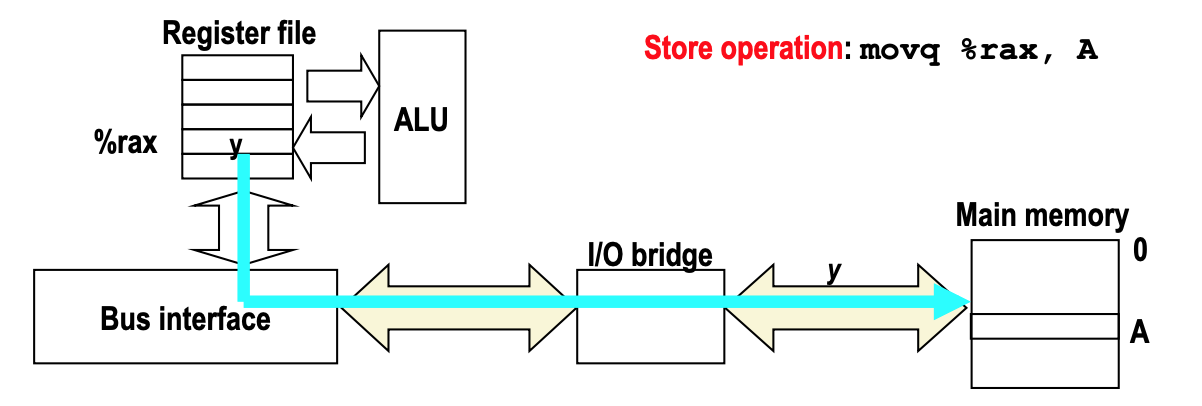 Register file
Store operation: movq %rax, A
ALU
%rax
y
Main memory
I/O bridge
0
y
Bus interface
A